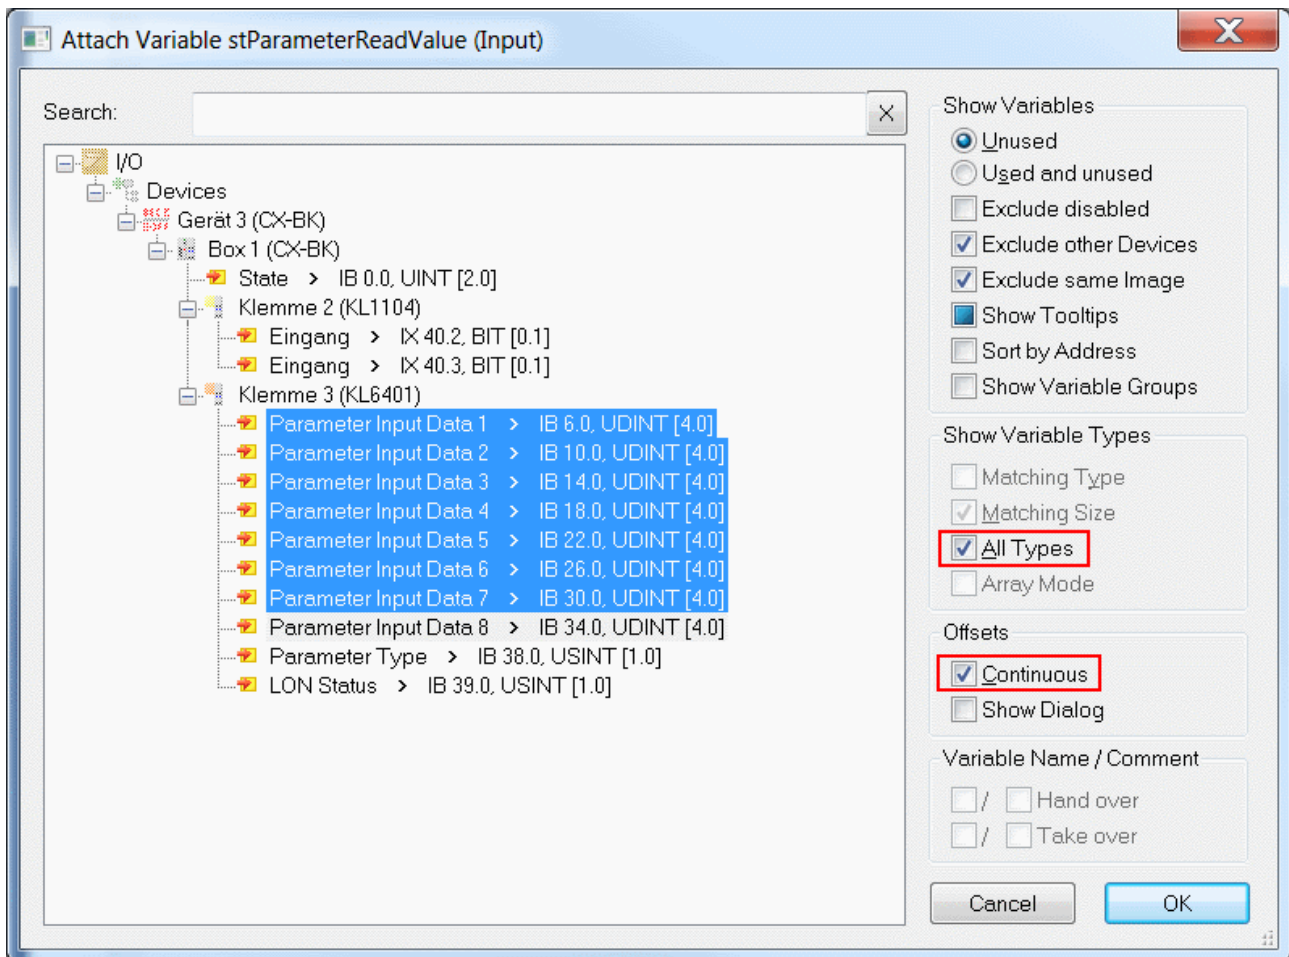 Attach Variable stParameterReadValue (Input)
Search:
I/O
Devices
Gerät 3 (CX-BK)
Box 1 (CX-BK)
State > IB 0.0, UINT [2.0]
Klemme 2 (KL1104)
Eingang > IX 40.2, BIT [0.1]
Eingang > IX 40.3, BIT [0.1]
Klemme 3 (KL6401)
Parameter Input Data 1 > IB 6.0, UDINT [4.0]
Parameter Input Data 2 > IB 10.0, UDINT [4.0]
Parameter Input Data 3 > IB 14.0, UDINT [4.0]
Parameter Input Data 4 > IB 18.0, UDINT [4.0]
Parameter Input Data 5 > IB 22.0, UDINT [4.0]
Parameter Input Data 6 > IB 26.0, UDINT [4.0]
Parameter Input Data 7 > IB 30.0, UDINT [4.0]
Parameter Input Data 8 > IB 34.0, UDINT [4.0]
Parameter Type > IB 38.0, USINT [1.0]
LON Status > IB 39.0, USINT [1.0]
Show Variables
Unused
Used and unused
Exclude disabled
Exclude other Devices
Exclude same Image
Show Tooltips
Sort by Address
Show Variable Groups
Show Variable Types
Matching Type
Matching Size
All Types
Array Mode
Offsets
Continuous
Show Dialog
Variable Name / Comment
/ Hand over
/ Take over
Cancel
OK